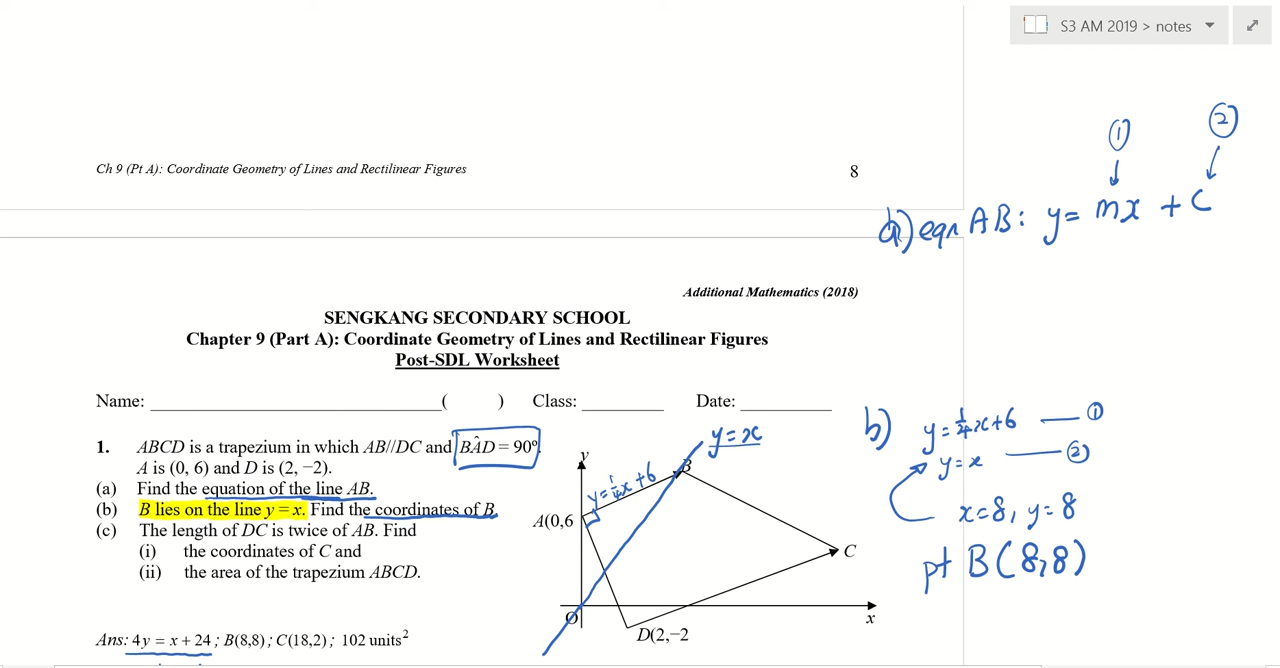 S3 AM 2019 > notes
① ②
a) eqn AB: y = mx + c
Ch 9 (Pt A): Coordinate Geometry of Lines and Rectilinear Figures 8
Additional Mathematics (2018)
SENGKANG SECONDARY SCHOOL
Chapter 9 (Part A): Coordinate Geometry of Lines and Rectilinear Figures
Post-SDL Worksheet
Name: ( ) Class: Date:
1. ABCD is a trapezium in which AB//DC and BÂD = 90º.
A is (0, 6) and D is (2, −2).
(a) Find the equation of the line AB.
(b) B lies on the line y = x. Find the coordinates of B.
(c) The length of DC is twice of AB. Find
(i) the coordinates of C and
(ii) the area of the trapezium ABCD.
Ans: 4y = x + 24 ; B(8,8) ; C(18,2) ; 102 units²
y
y = x
B
y = ¼x + 6
A(0,6
C
O
x
D(2,−2
b) y = ¼x + 6 — ①
y = x — ②
x = 8, y = 8
pt B (8,8)